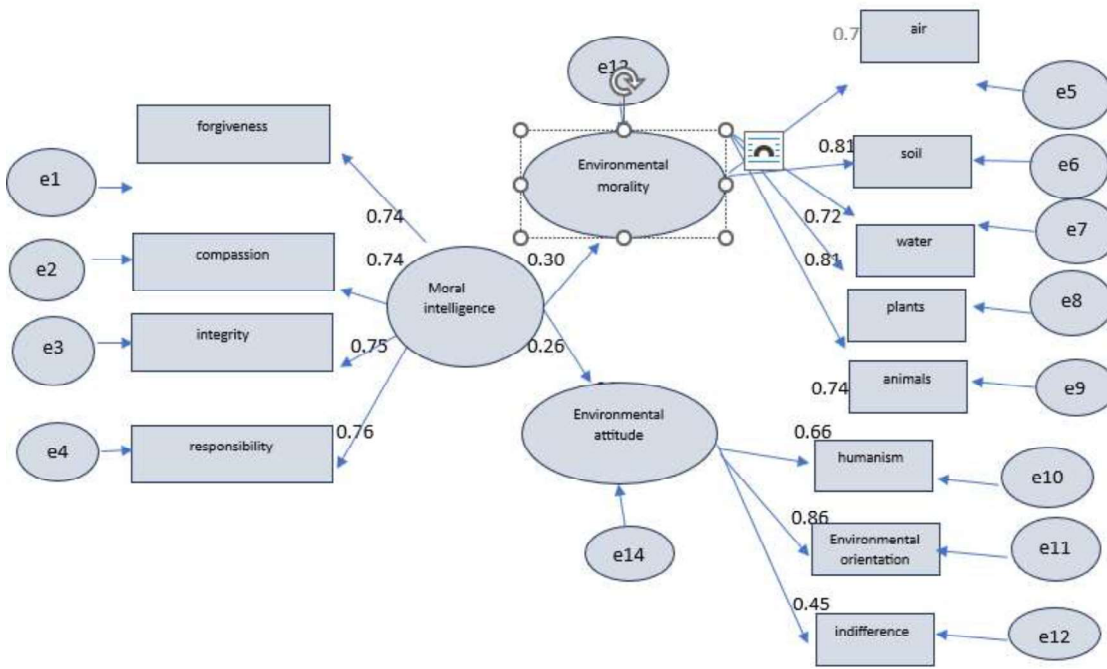 air
0.7
e13
e5
forgiveness
0.81
soil
Environmental
morality
e6
e1
0.74
0.72
e7
compassion
0.74
0.30
water
e2
0.81
Moral
intelligence
e8
plants
integrity
e3
0.75
0.26
animals
0.74
e9
Environmental
attitude
0.76
responsibility
e4
0.66
humanism
e10
0.86
Environmental
orientation
e11
e14
0.45
indifference
e12